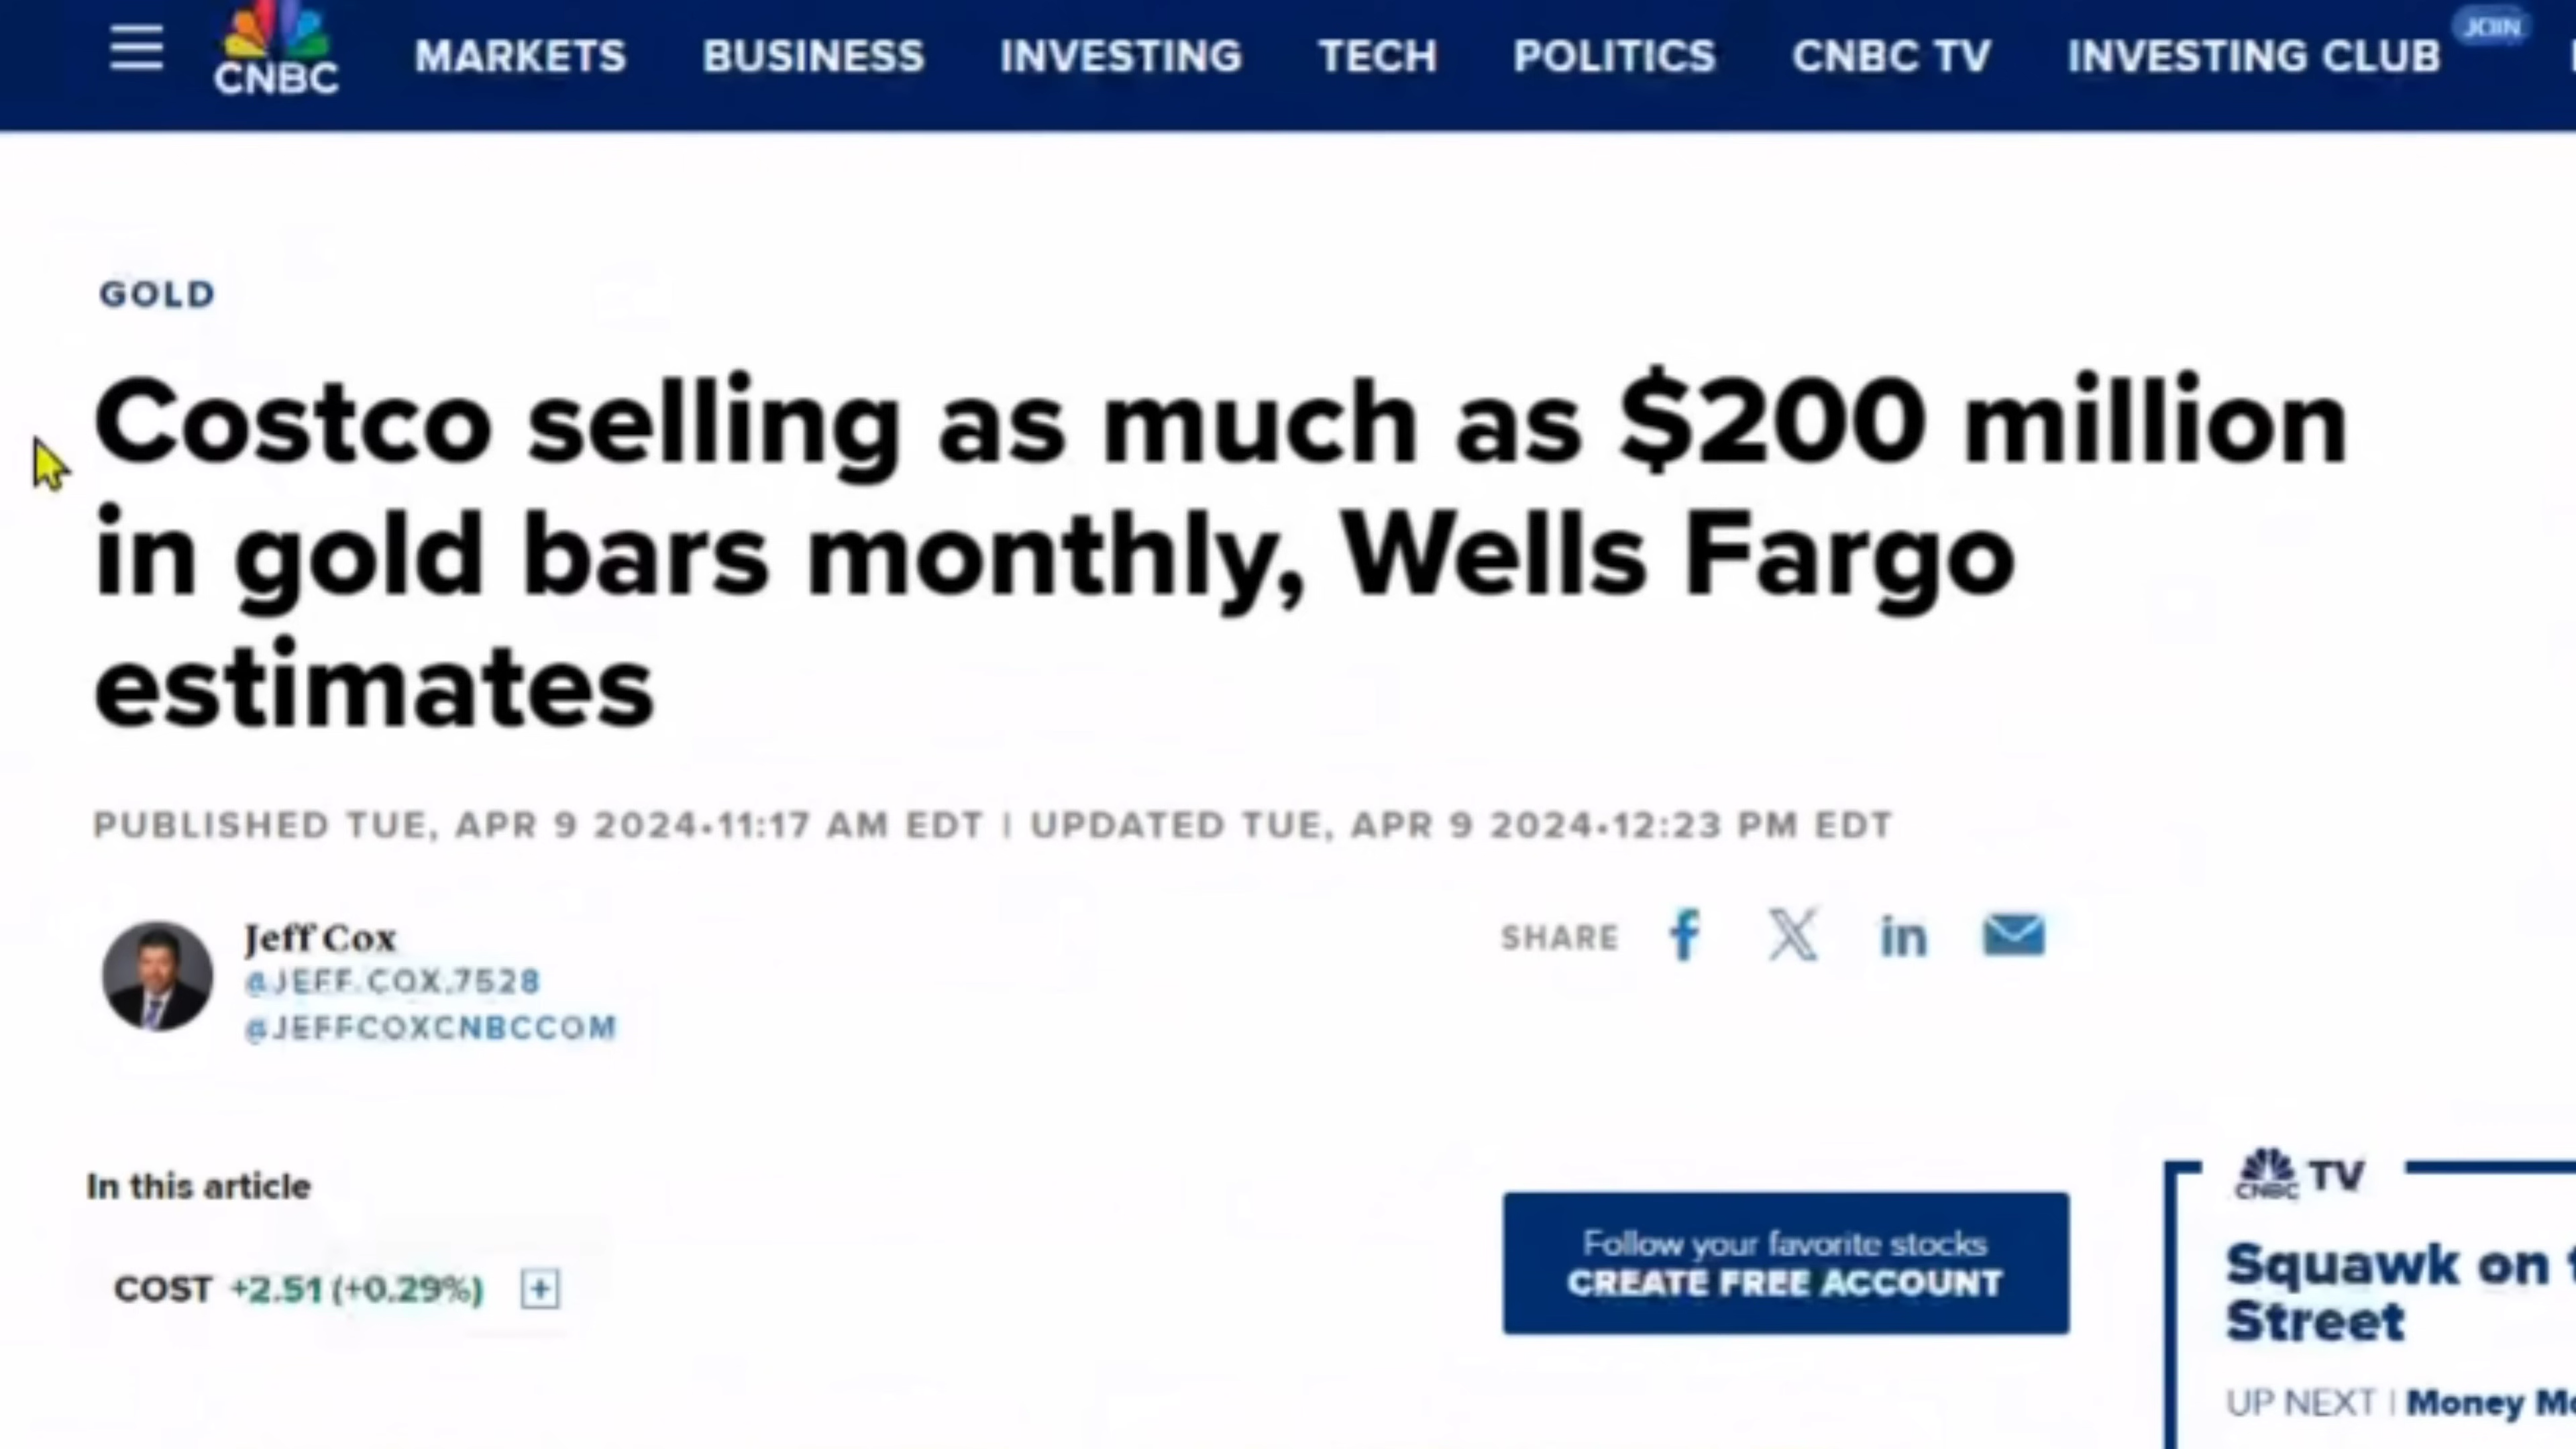 CNBC
MARKETS BUSINESS INVESTING TECH POLITICS CNBC TV INVESTING CLUB JOIN
GOLD
Costco selling as much as $200 million
in gold bars monthly, Wells Fargo
estimates
PUBLISHED TUE, APR 9 2024•11:17 AM EDT | UPDATED TUE, APR 9 2024•12:23 PM EDT
Jeff Cox
@JEFF.COX.7528
@JEFFCOXCNBCCOM
SHARE
In this article
COST +2.51 (+0.29%)
Follow your favorite stocks
CREATE FREE ACCOUNT
CNBC TV
Squawk on
Street
UP NEXT | Money